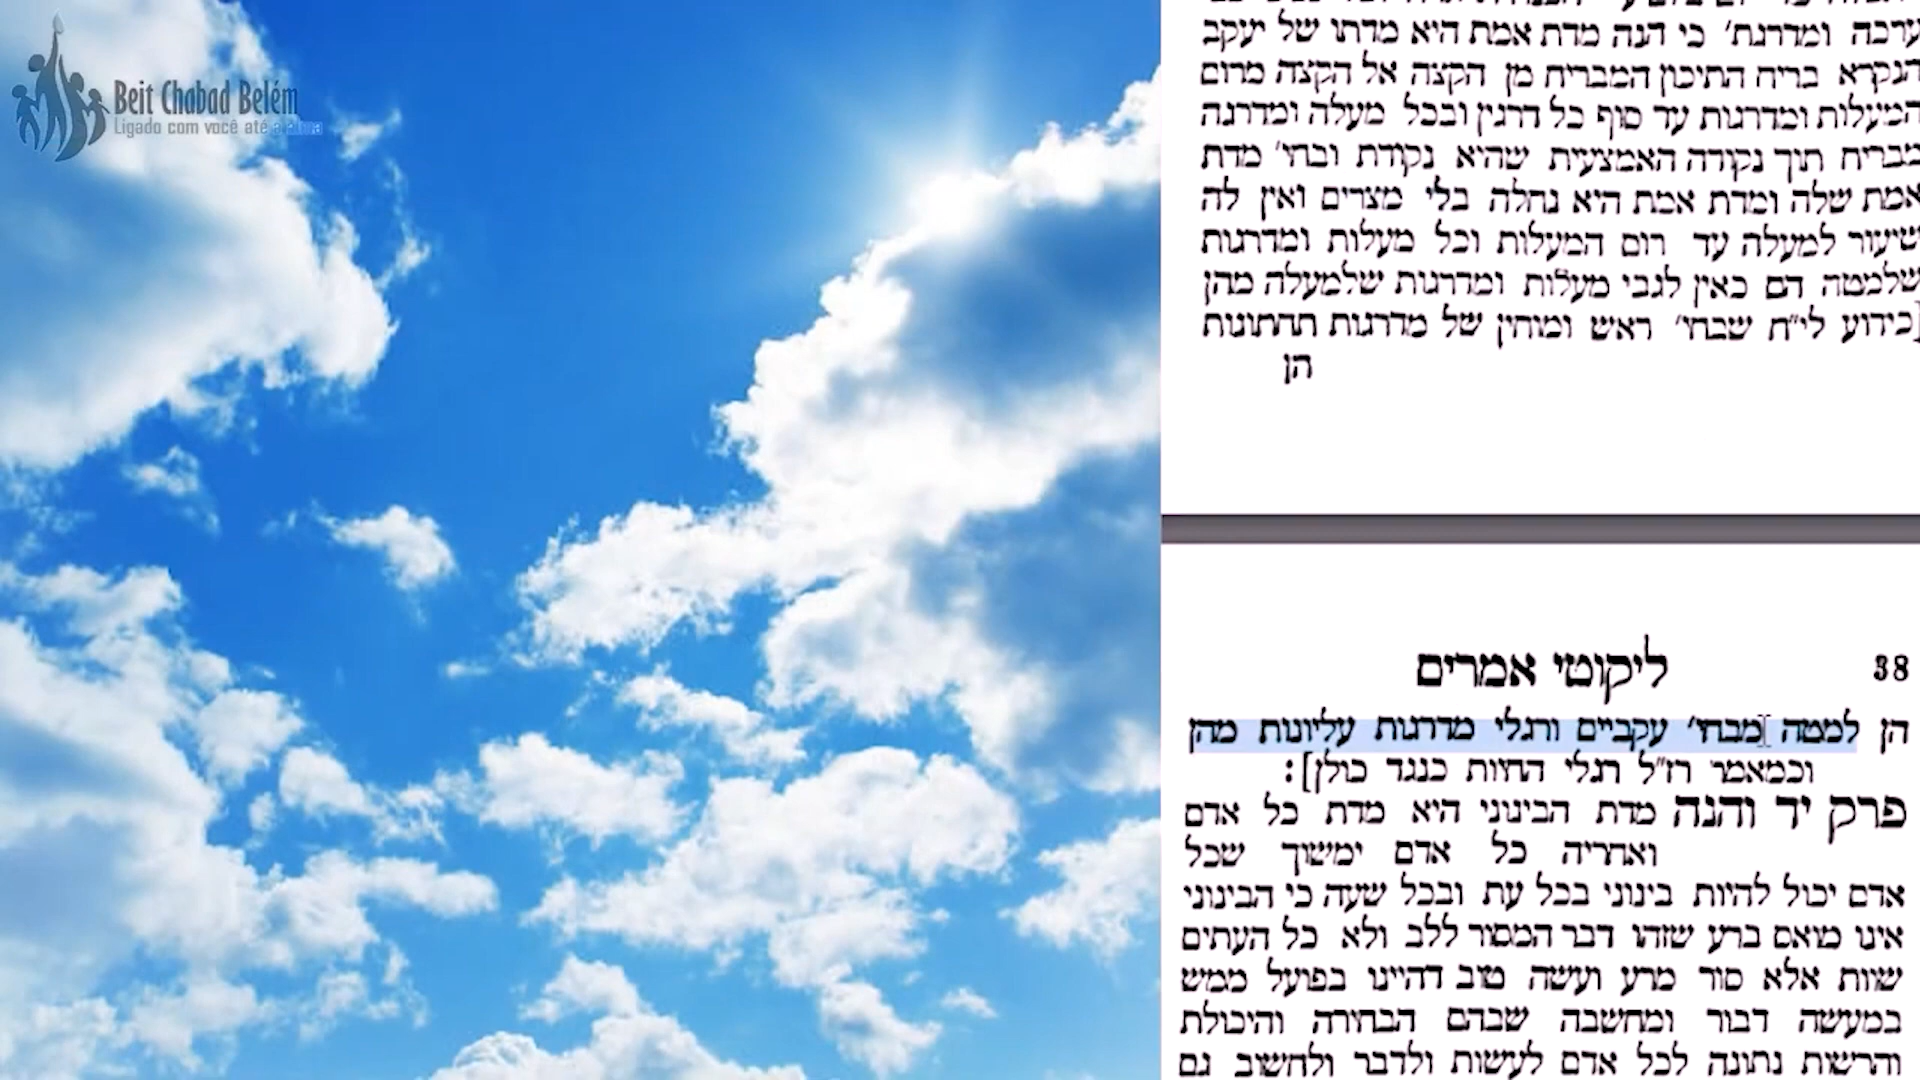 Beit Chabad Belém
Ligado com você até a alma
ערכה ומדרגת' כי הנה מדת אמת היא מדתו של יעקב
הנקרא בריח התיכון המבריח מן הקצה אל הקצה מרום
המעלות ומדרגות עד סוף כל דרגין ובכל מעלה ומדרגה
מבריח תוך נקודה האמצעית שהיא נקודת ובחי' מדת
אמת שלה ומדת אמת היא נחלה בלי מצרים ואין לה
שיעור למעלה עד רום המעלות וכל מעלות ומדרגות
שלמטה הם כאין לגבי מעלות ומדרגות שלמעלה מהן
[כידוע לי"ח שבחי' ראש ומוחין של מדרגות תחתונות
הן
38 ליקוטי אמרים
הן למטה מבחי' עקביים ורגלי מדרגות עליונות מהן
וכמאמר רז"ל רגלי החיות כנגד כולן]:
פרק יד והנה מדת הבינוני היא מדת כל אדם
ואחריה כל אדם ימשוך שכל
אדם יכול להיות בינוני בכל עת ובכל שעה כי הבינוני
אינו מואס ברע שזהו דבר המסור ללב ולא כל העתים
שוות אלא סור מרע ועשה טוב דהיינו בפועל ממש
במעשה דבור ומחשבה שבהם הבחירה והיכולת
והרשות נתונה לכל אדם לעשות ולדבר ולחשוב גם